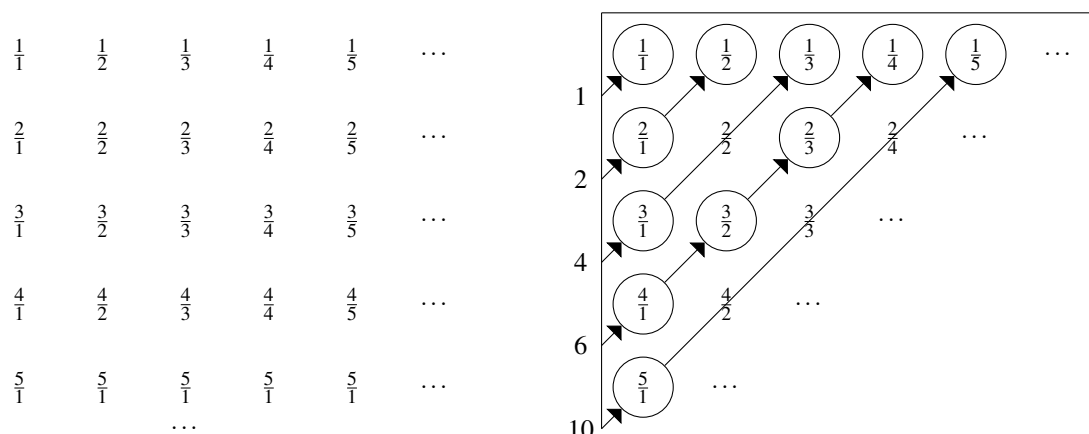 1/1 1/2 1/3 1/4 1/5 ...
2/1 2/2 2/3 2/4 2/5 ...
3/1 3/2 3/3 3/4 3/5 ...
4/1 4/2 4/3 4/4 4/5 ...
5/1 5/1 5/1 5/1 5/1 ...
...
1/1 1/2 1/3 1/4 1/5 ...
1
2/1 2/2 2/3 2/4 ...
2
3/1 3/2 3/3 ...
4
4/1 4/2 ...
6
5/1 ...
10